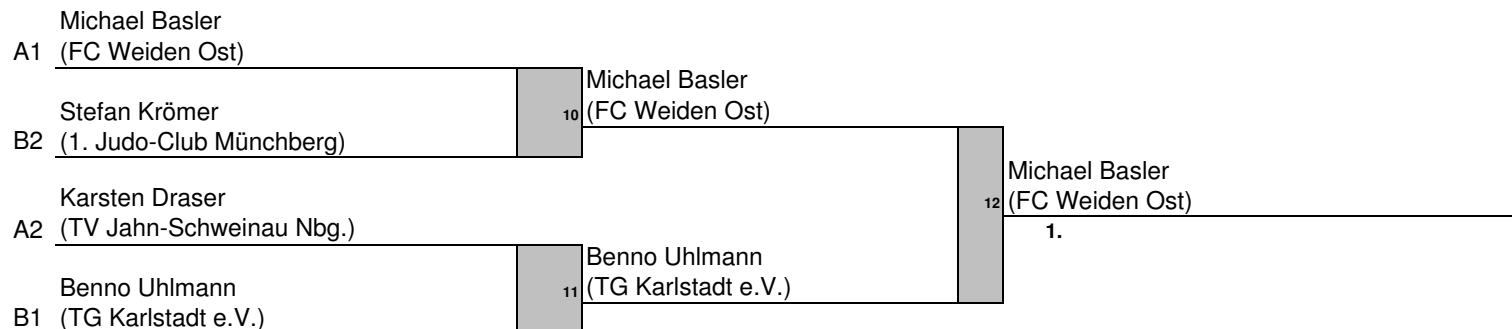 Michael Basler
A1 (FC Weiden Ost)
Michael Basler
Stefan Krömer
10 (FC Weiden Ost)
B2 (1. Judo-Club Münchberg)
Michael Basler
Karsten Draser
12 (FC Weiden Ost)
A2 (TV Jahn-Schweinau Nbg.)
1.
Benno Uhlmann
Benno Uhlmann
11 (TG Karlstadt e.V.)
B1 (TG Karlstadt e.V.)